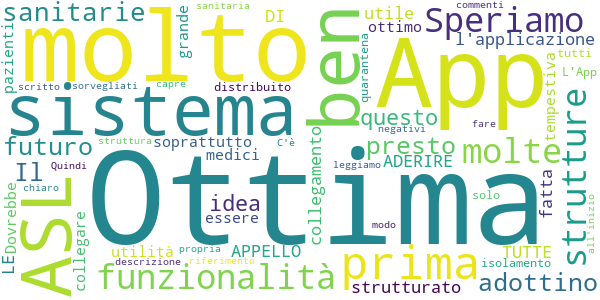 sanitarie
sanitaria
DI
utile
commenti
Speriamo
pazienti
molto
grande
ottimo
l'applicazione
scritto
sorvegliati
capre
distribuito
ben
quarantena
App
tempestiva
tutti
L'App
sistema
questo
negativi
fare
strutture
futuro
struttura
soprattutto
C'è
collegamento
presto
molte
Quindi
medici
leggiamo
ADERIRE
Il
chiaro
Ottima
solo
ASL
idea
essere
fatta
all'inizio
LE
Dovrebbe
collegare
modo
utilità
propria
APPELLO
prima
TUTTE
descrizione
riferimento
isolamento
funzionalità
strutturato
adottino